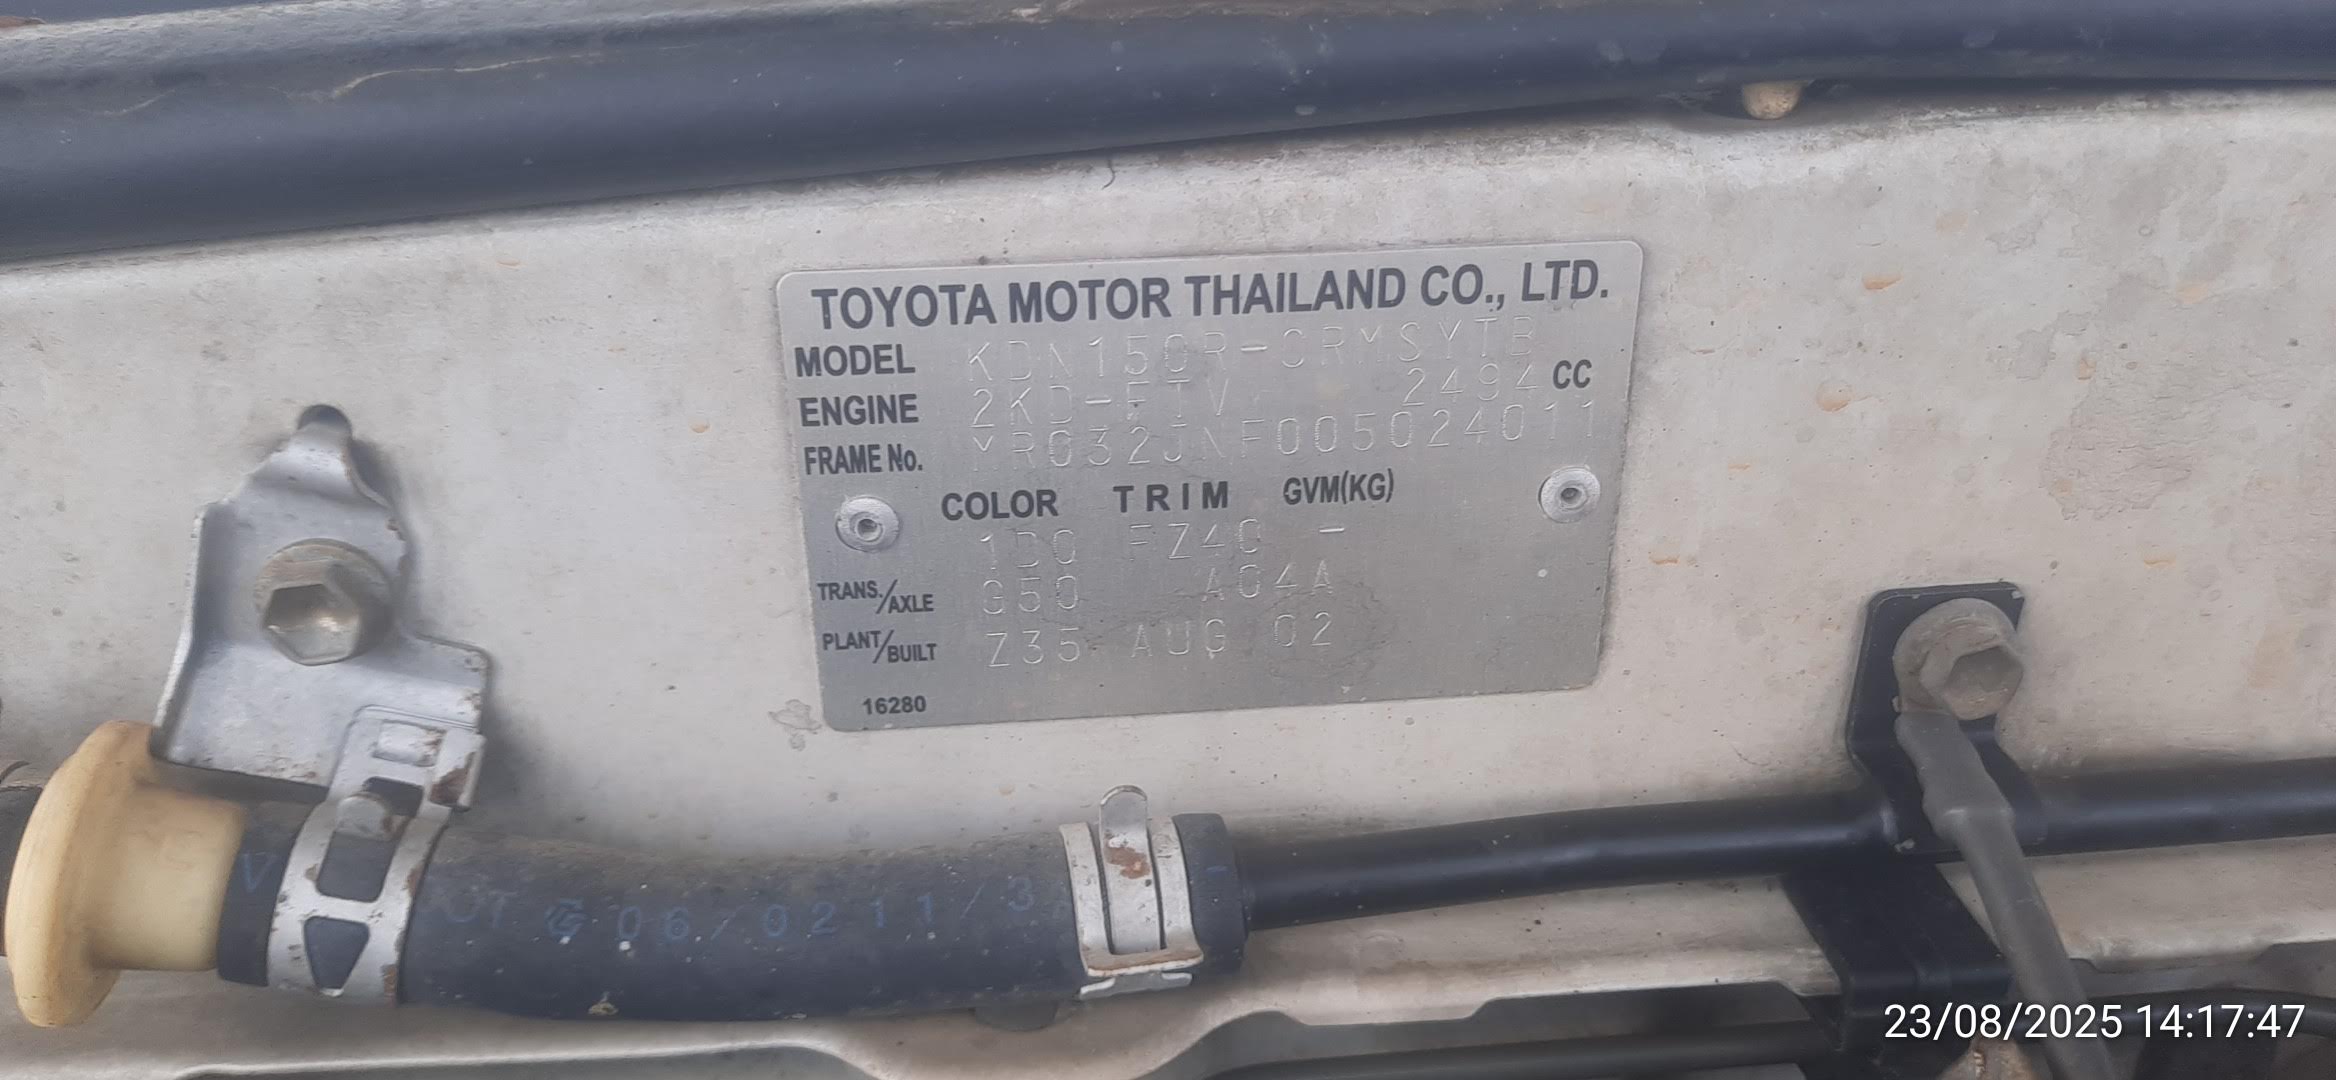 TOYOTA MOTOR THAILAND CO., LTD.
MODEL KDN150R-CRMSYTB
ENGINE 2KD-FTV 2494 CC
FRAME No. MR032JNF005024011
COLOR TRIM GVM(KG)
1D0 FZ40 -
TRANS./AXLE G50 A04A
PLANT/BUILT Z35 AUG 02
16280
06/0211/3
23/08/2025 14:17:47